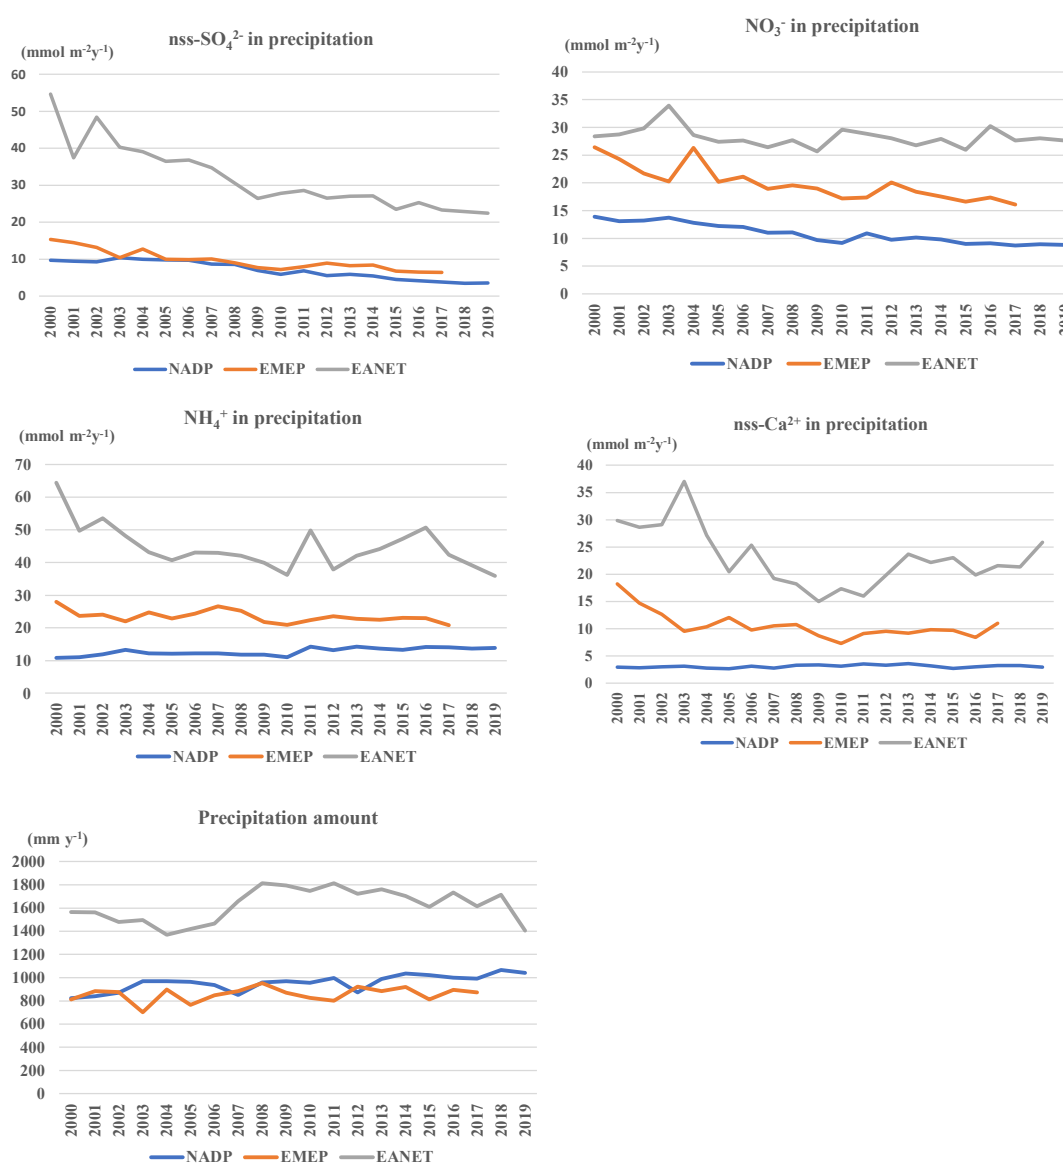 nss-SO₄²⁻ in precipitation
(mmol m⁻²y⁻¹)
60
50
40
30
20
10
0
2000 2001 2002 2003 2004 2005 2006 2007 2008 2009 2010 2011 2012 2013 2014 2015 2016 2017 2018 2019
NADP EMEP EANET
NO₃⁻ in precipitation
(mmol m⁻²y⁻¹)
40
35
30
25
20
15
10
5
0
2000 2001 2002 2003 2004 2005 2006 2007 2008 2009 2010 2011 2012 2013 2014 2015 2016 2017 2018 2019
NADP EMEP EANET
NH₄⁺ in precipitation
(mmol m⁻²y⁻¹)
70
60
50
40
30
20
10
0
2000 2001 2002 2003 2004 2005 2006 2007 2008 2009 2010 2011 2012 2013 2014 2015 2016 2017 2018 2019
NADP EMEP EANET
nss-Ca²⁺ in precipitation
(mmol m⁻²y⁻¹)
40
35
30
25
20
15
10
5
0
2000 2001 2002 2003 2004 2005 2006 2007 2008 2009 2010 2011 2012 2013 2014 2015 2016 2017 2018 2019
NADP EMEP EANET
Precipitation amount
(mm y⁻¹)
2000
1800
1600
1400
1200
1000
800
600
400
200
0
2000 2001 2002 2003 2004 2005 2006 2007 2008 2009 2010 2011 2012 2013 2014 2015 2016 2017 2018 2019
NADP EMEP EANET